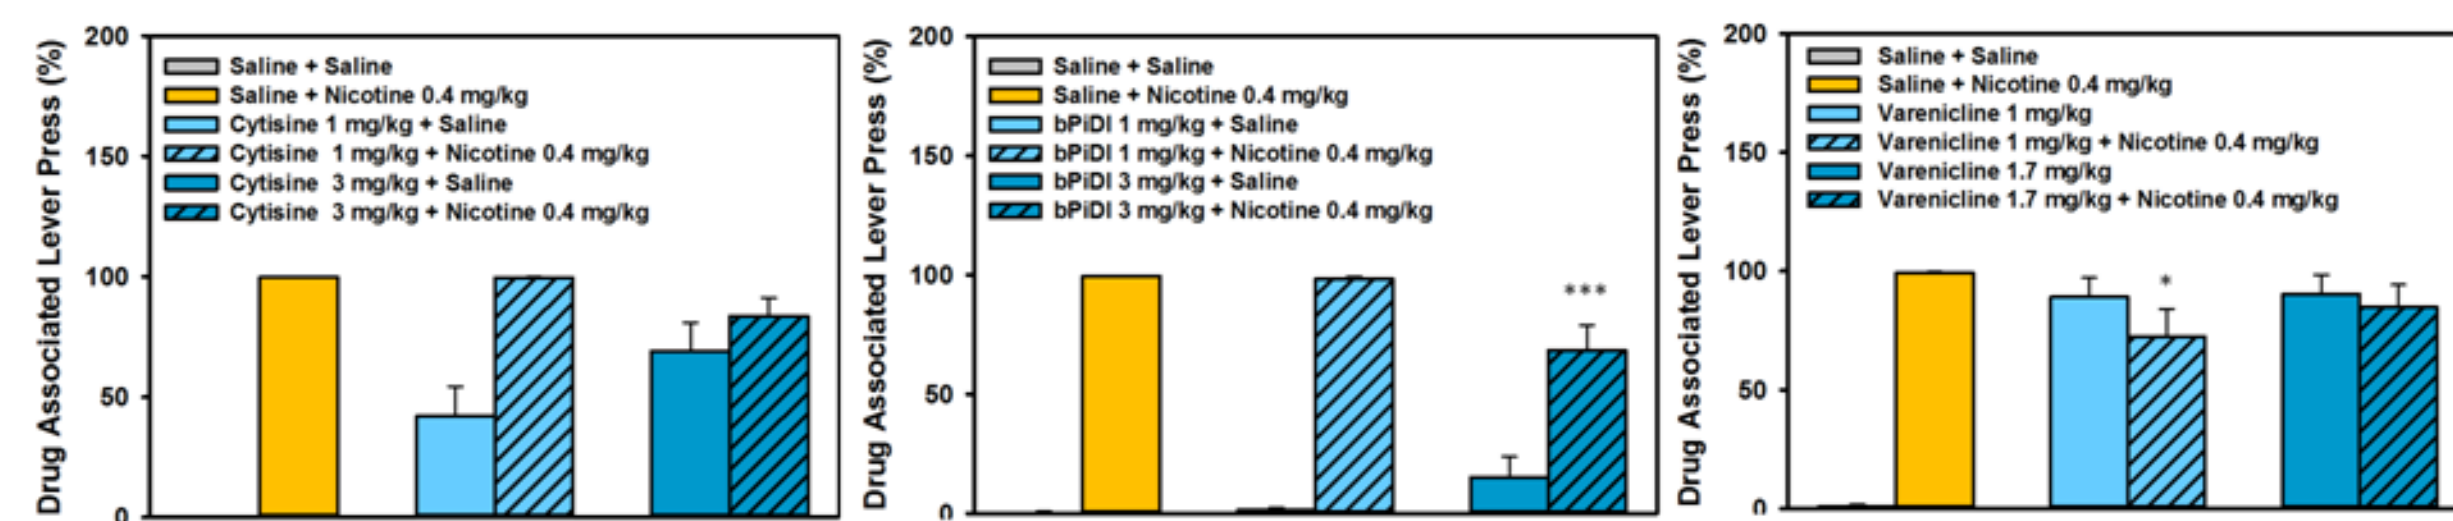 Drug Associated Lever Press (%)
200
150
100
50
0
Saline + Saline
Saline + Nicotine 0.4 mg/kg
Cytisine 1 mg/kg + Saline
Cytisine 1 mg/kg + Nicotine 0.4 mg/kg
Cytisine 3 mg/kg + Saline
Cytisine 3 mg/kg + Nicotine 0.4 mg/kg
Drug Associated Lever Press (%)
200
150
100
50
0
Saline + Saline
Saline + Nicotine 0.4 mg/kg
bPiDI 1 mg/kg + Saline
bPiDI 1 mg/kg + Nicotine 0.4 mg/kg
bPiDI 3 mg/kg + Saline
bPiDI 3 mg/kg + Nicotine 0.4 mg/kg
***
Drug Associated Lever Press (%)
200
150
100
50
0
Saline + Saline
Saline + Nicotine 0.4 mg/kg
Varenicline 1 mg/kg
Varenicline 1 mg/kg + Nicotine 0.4 mg/kg
Varenicline 1.7 mg/kg
Varenicline 1.7 mg/kg + Nicotine 0.4 mg/kg
*